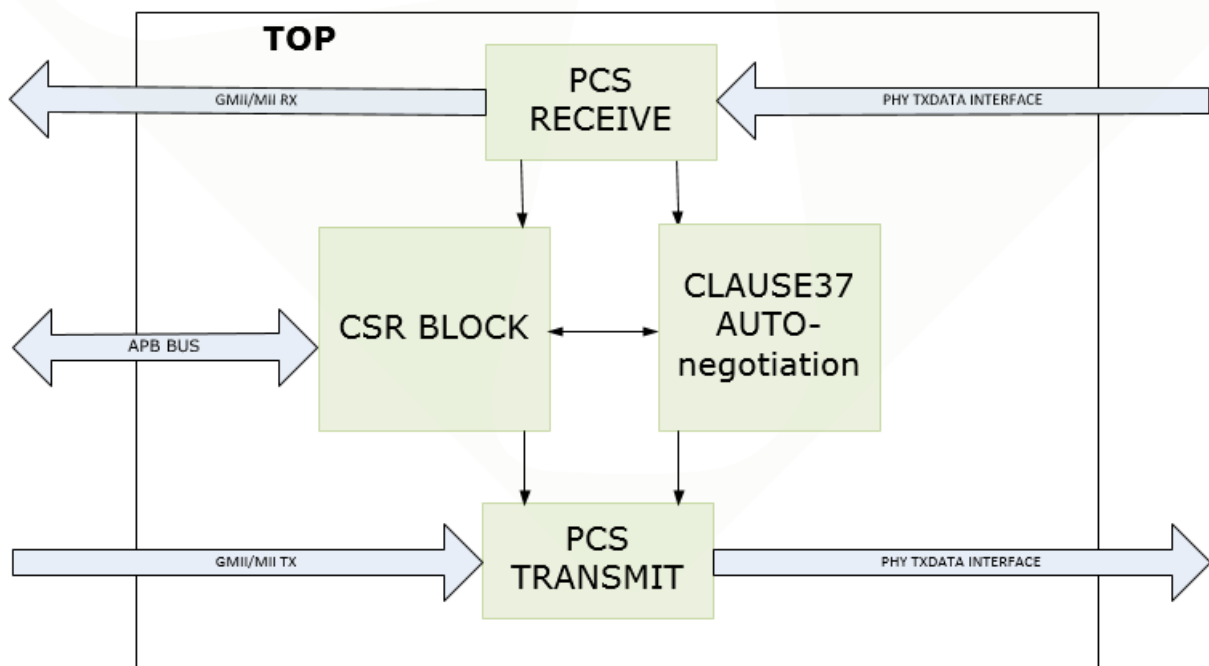 TOP
PCS
RECEIVE
GMII/MII RX
PHY TXDATA INTERFACE
CSR BLOCK
CLAUSE37
AUTO-
negotiation
APB BUS
PCS
TRANSMIT
GMII/MII TX
PHY TXDATA INTERFACE